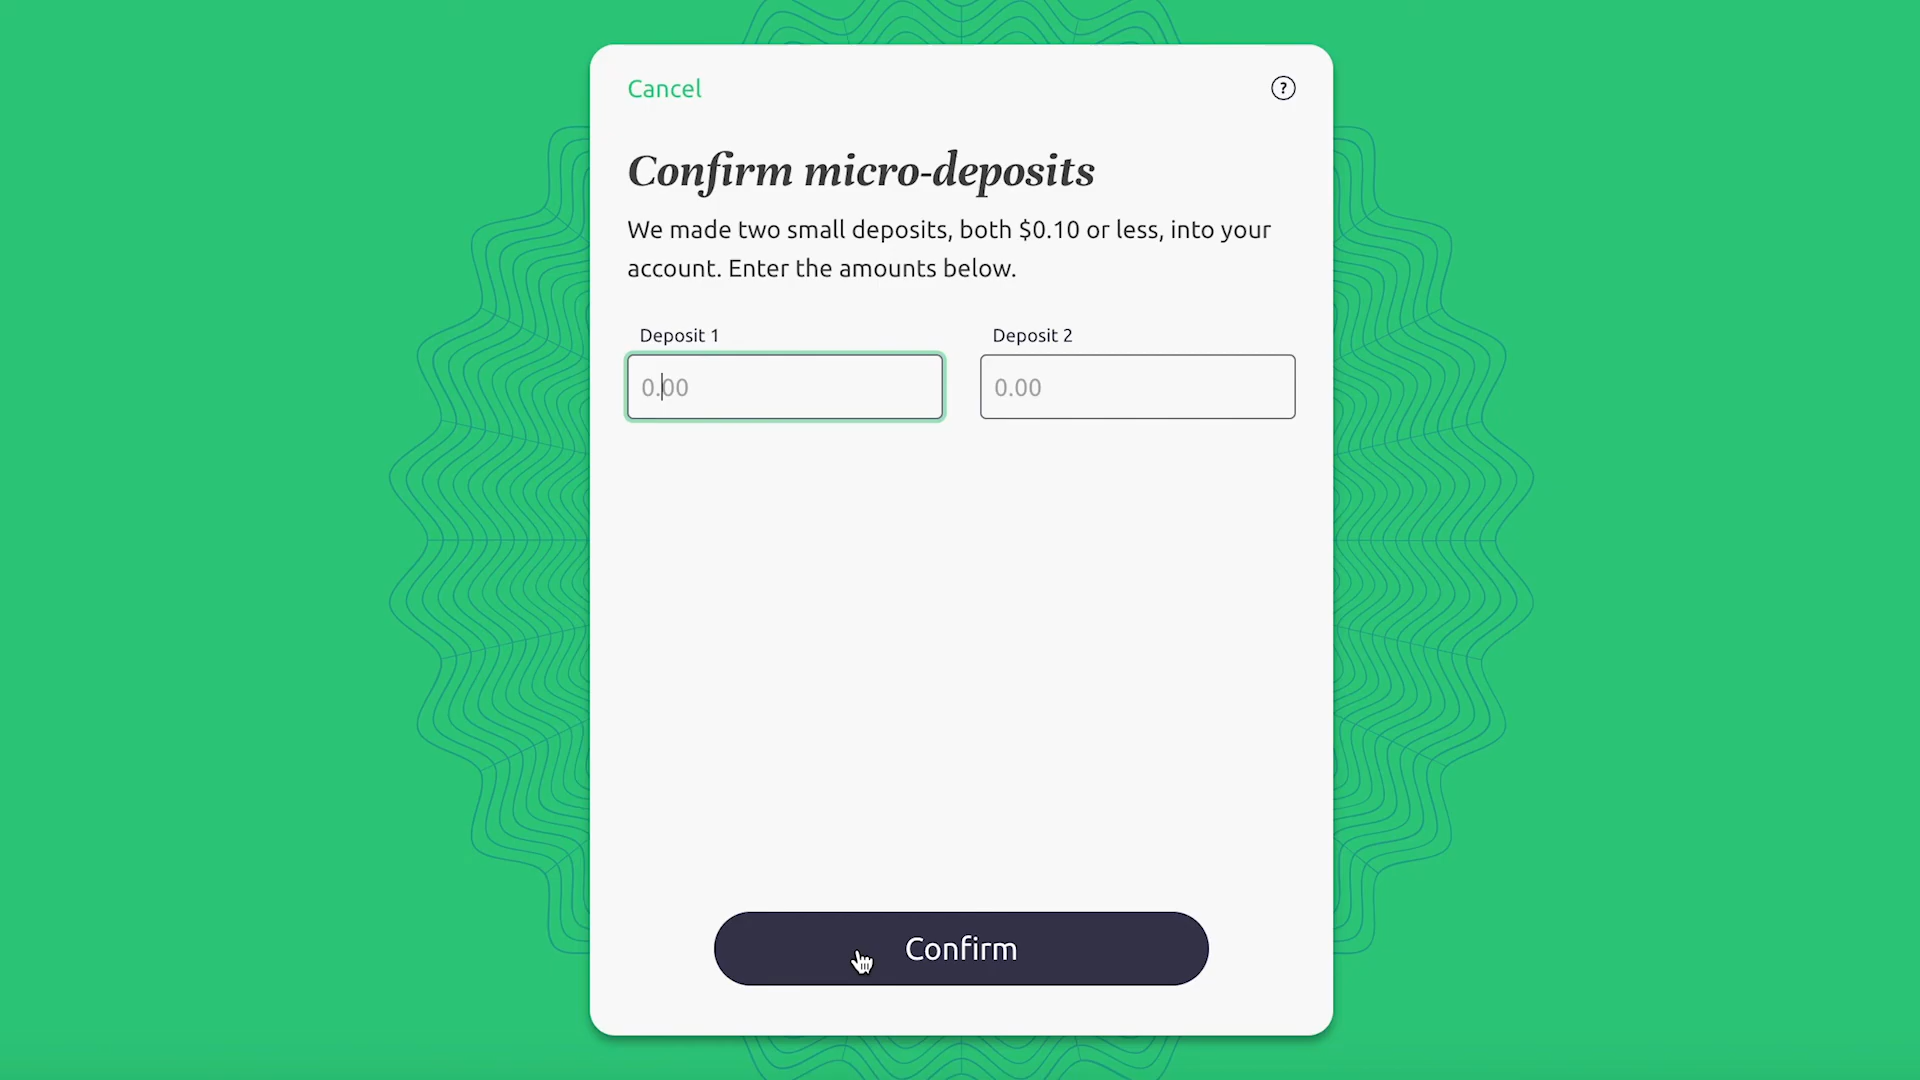 Cancel
?
Confirm micro-deposits
We made two small deposits, both $0.10 or less, into your
account. Enter the amounts below.
Deposit 1
Deposit 2
0.00
0.00
Confirm